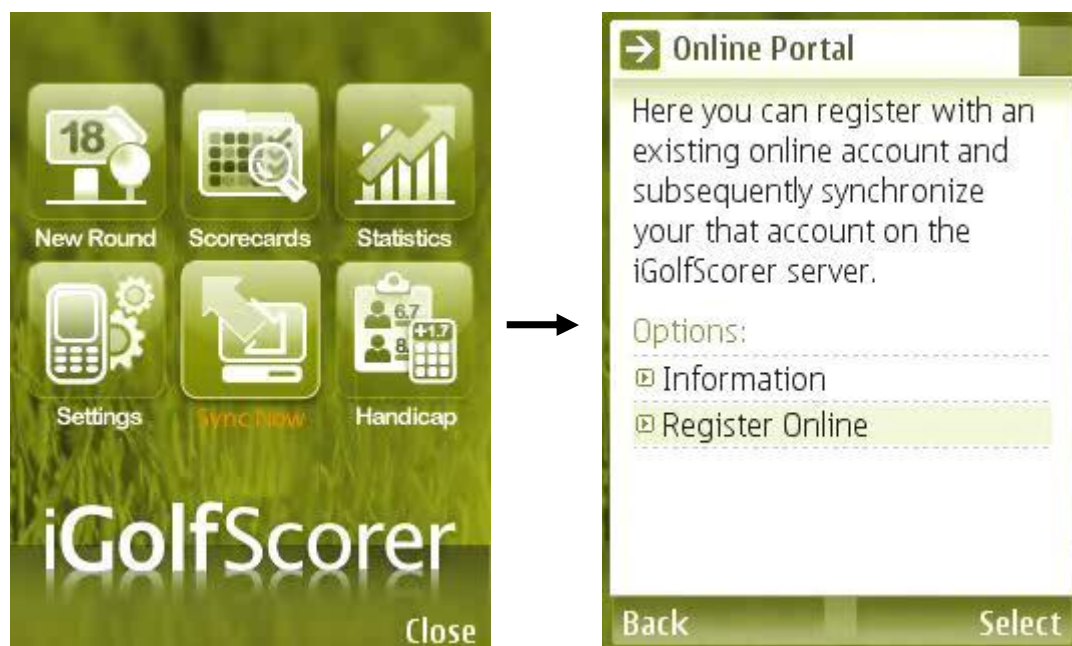 18
New Round
Scorecards
Statistics
6.7
+1.7
8.
Settings
Sync Now
Handicap
iGolfScorer
Close
Online Portal
Here you can register with an
existing online account and
subsequently synchronize
your that account on the
iGolfScorer server.
Options:
Information
Register Online
Back
Select